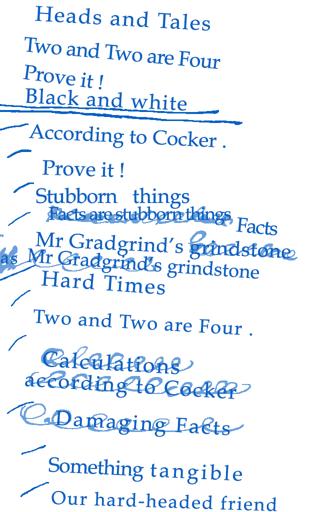 Heads and Tales
Two and Two are Four
Prove it !
Black and white
According to Cocker .
Prove it !
Stubborn things
Facts are stubborn things Facts
Mr Gradgrind's grindstone
as Mr Gradgrind's grindstone
Hard Times
Two and Two are Four .
Calculations
according to Cocker
Damaging Facts
Something tangible
Our hard-headed friend